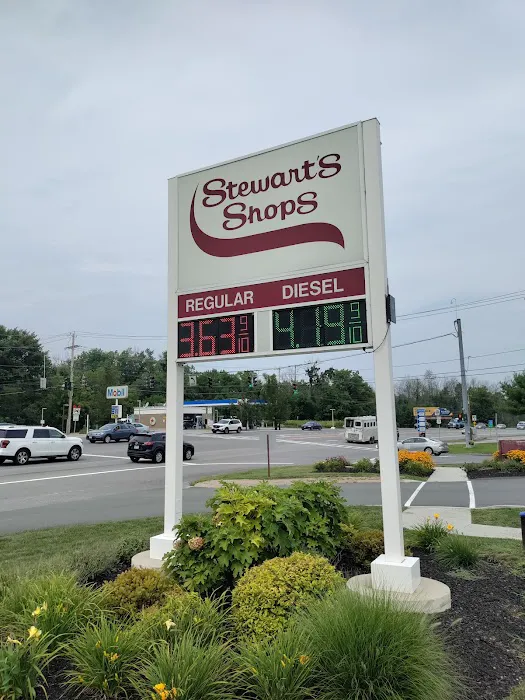 Stewart's
Shops
REGULAR DIESEL
3.63 9/10 4.19 9/10
Mobil